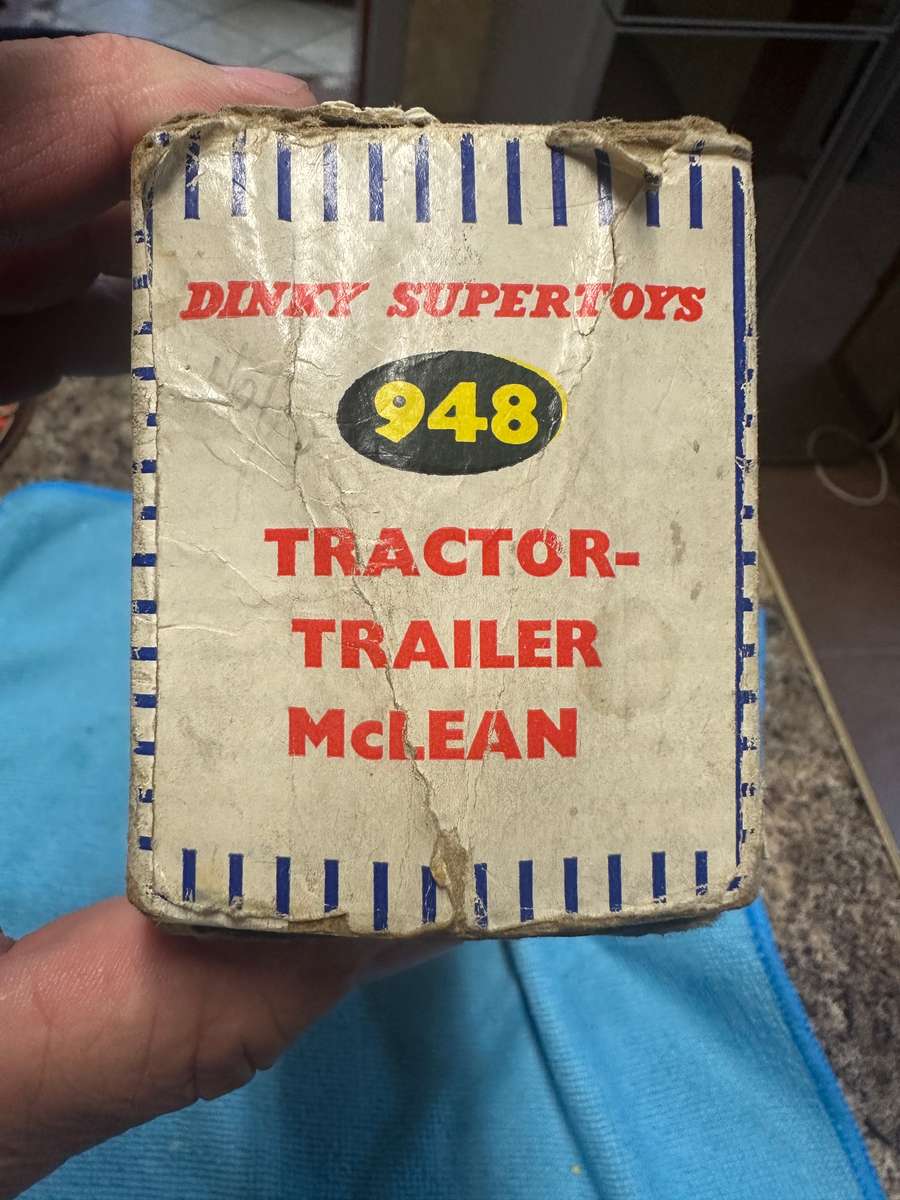 DINKY SUPERTOYS
948
TRACTOR-
TRAILER
McLEAN